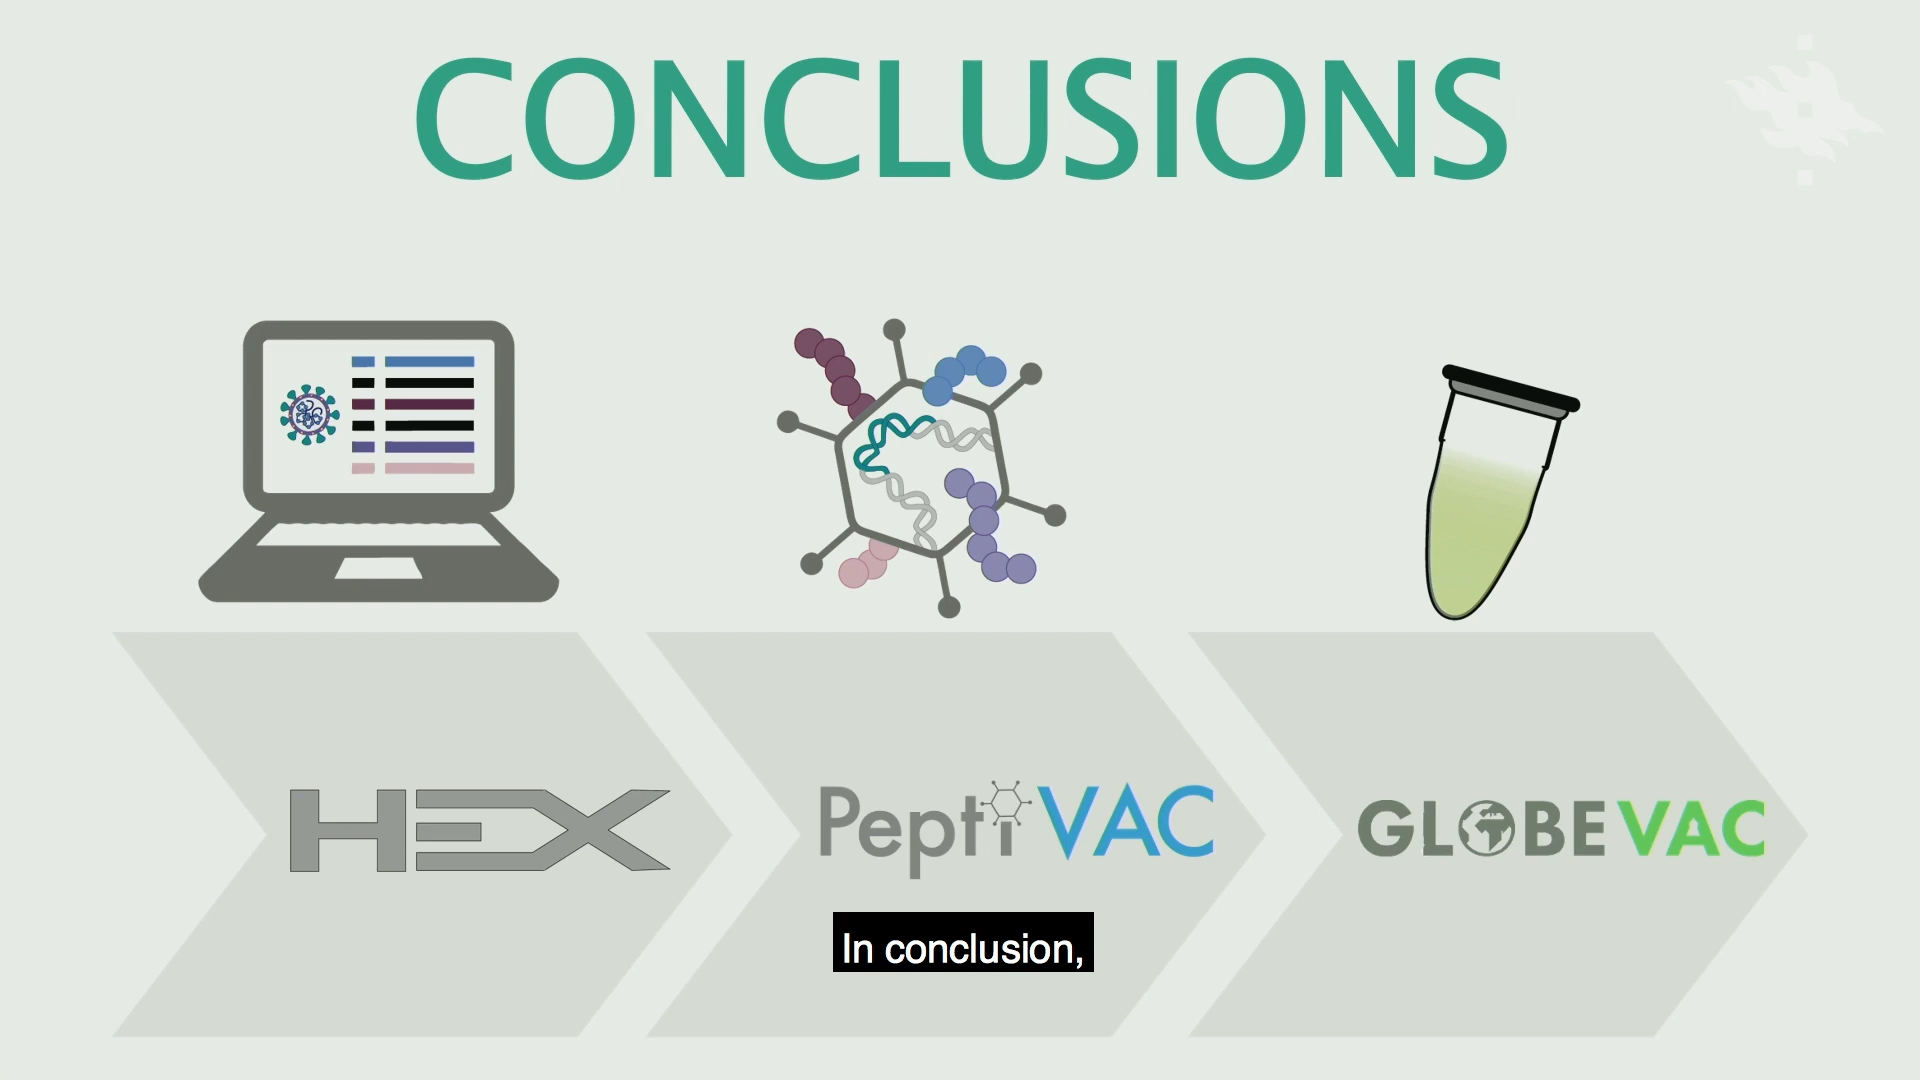 CONCLUSIONS
HEX
PeptiVAC
GLOBEVAC
In conclusion,